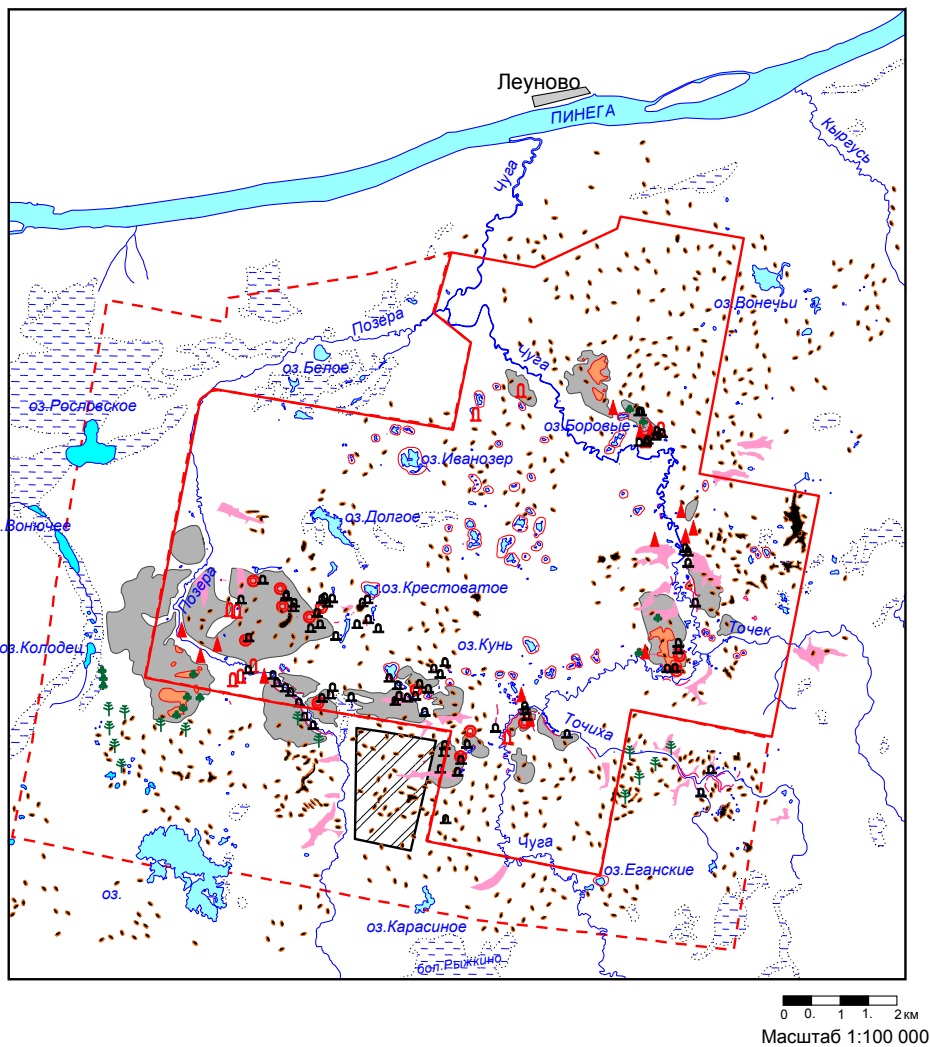 Леуново
ПИНЕГА
Кыргусь
Чуга
оз.Вонечьи
Позера
Чуга
оз.Белое
оз.Рословское
оз.Боровые
оз.Иванозер
оз.Долгое
.Вонючее
оз.Крестоватое
Позера
Точек
оз.Кунь
оз.Колодец
Точиха
Чуга
оз.Еганские
оз.
оз.Карасиное
бол.Рыжкино
0 0. 1 1. 2 км
Масштаб 1:100 000